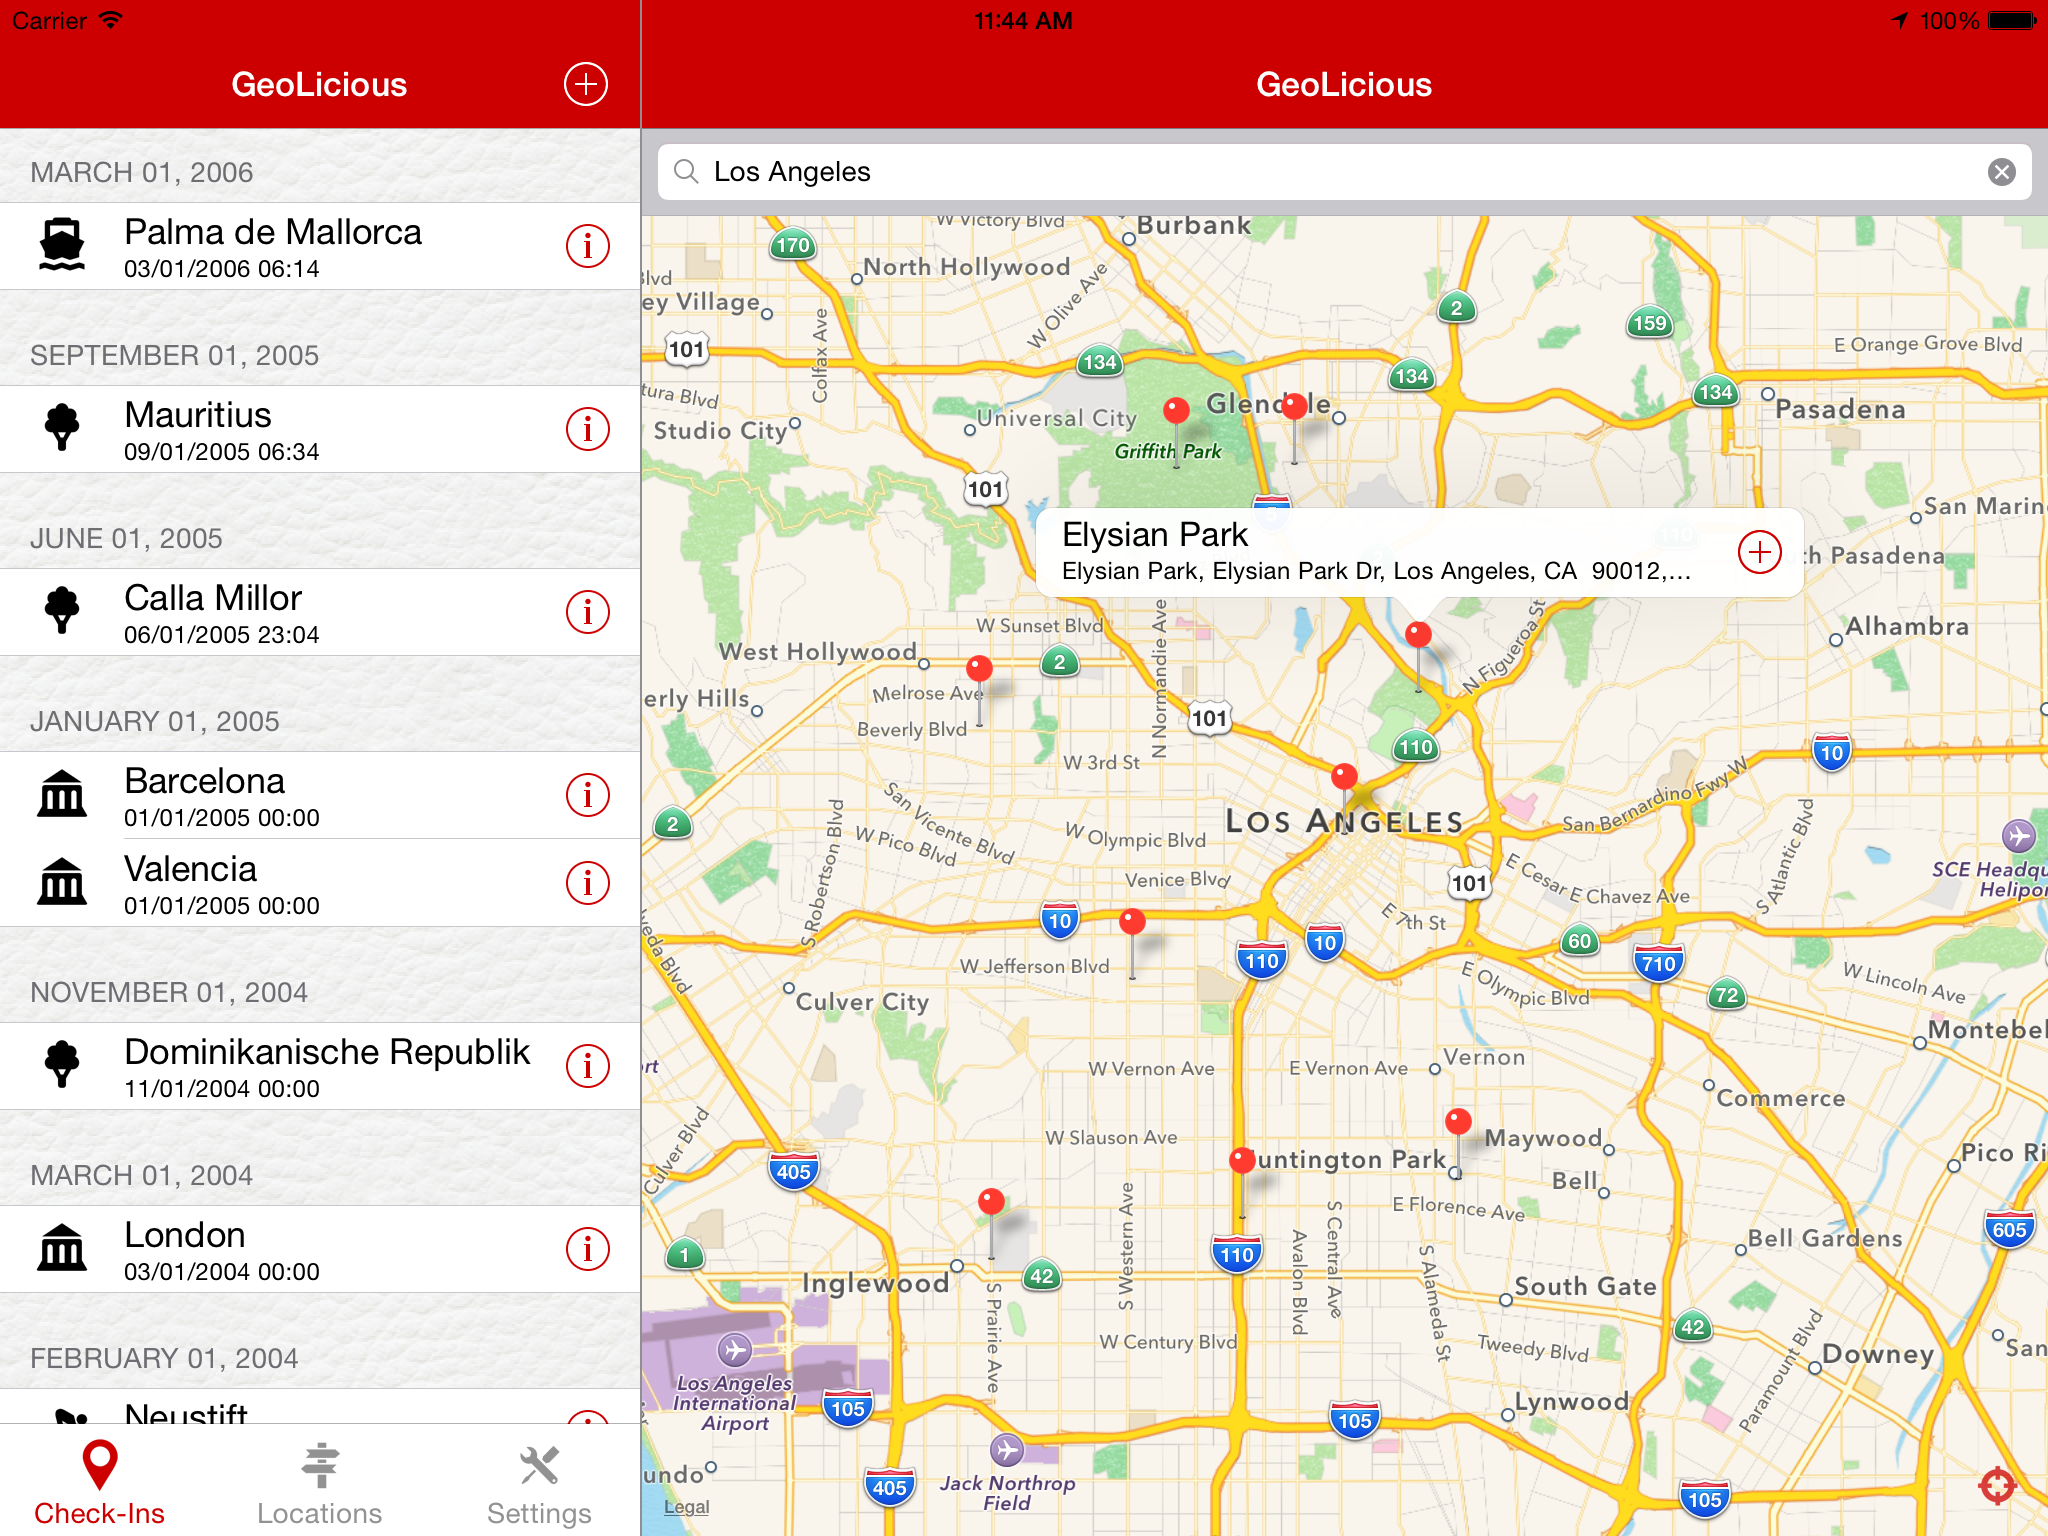 Carrier
11:44 AM
100%
GeoLicious
GeoLicious
MARCH 01, 2006
Palma de Mallorca
03/01/2006 06:14
SEPTEMBER 01, 2005
Mauritius
09/01/2005 06:34
JUNE 01, 2005
Calla Millor
06/01/2005 23:04
JANUARY 01, 2005
Barcelona
01/01/2005 00:00
Valencia
01/01/2005 00:00
NOVEMBER 01, 2004
Dominikanische Republik
11/01/2004 00:00
MARCH 01, 2004
London
03/01/2004 00:00
FEBRUARY 01, 2004
Neustift
Check-Ins
Locations
Settings
Los Angeles
W Victory Blvd
Burbank
170
North Hollywood
lvd
ey Village
W Olive Ave
2
159
101
Colfax Ave
134
134
134
E Orange Grove Blvd
tura Blvd
Universal City
Glendale
Pasadena
Studio City
Griffith Park
101
San Marin
Elysian Park
Elysian Park, Elysian Park Dr, Los Angeles, CA 90012,...
110
th Pasadena
W Sunset Blvd
N Normandie Ave
N Figueroa St
Alhambra
West Hollywood
2
erly Hills
Melrose Ave
Beverly Blvd
101
110
W 3rd St
10
San Bernardino Fwy W
San Vicente Blvd
S Robertson Blvd
2
W Pico Blvd
W Olympic Blvd
LOS ANGELES
S Atlantic Blvd
SCE Headqu
Helipor
E Cesar E Chavez Ave
Venice Blvd
101
10
E 7th St
10
110
60
710
72
W Lincoln Ave
W Jefferson Blvd
E Olympic Blvd
veda Blvd
Culver City
Montebel
Vernon
rt
W Vernon Ave
E Vernon Ave
Commerce
Culver Blvd
W Slauson Ave
Maywood
Pico Ri
405
untington Park
Bell
E Florence Ave
S Western Ave
S Central Ave
Avalon Blvd
605
1
110
Bell Gardens
42
Inglewood
S Prairie Ave
S Alameda St
South Gate
42
W Century Blvd
Tweedy Blvd
Paramount Blvd
Downey
San
Los Angeles
International
Airport
105
105
Lynwood
Jack Northrop
Field
undo
405
105
Legal